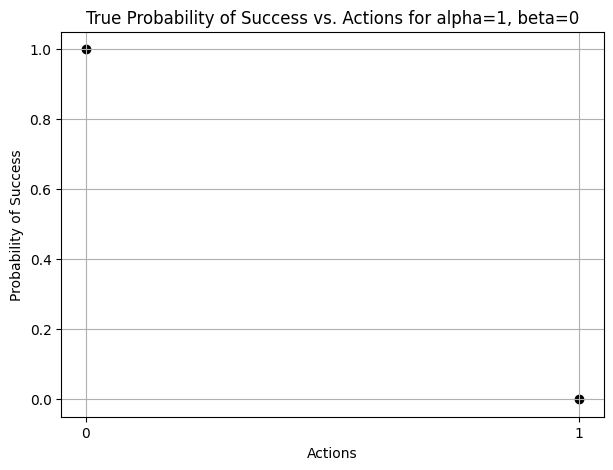 True Probability of Success vs. Actions for alpha=1, beta=0
1.0
0.8
0.6
0.4
0.2
0.0
Probability of Success
0 1
Actions